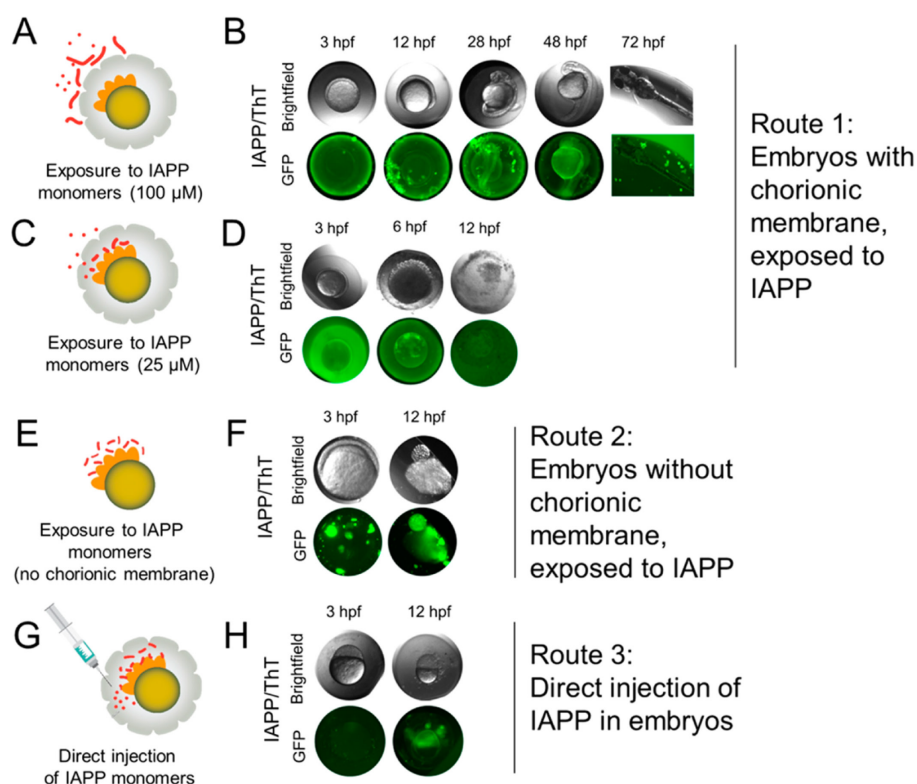 A
Exposure to IAPP
monomers (100 µM)
B
3 hpf 12 hpf 28 hpf 48 hpf 72 hpf
IAPP/ThT
Brightfield
GFP
C
Exposure to IAPP
monomers (25 µM)
D
3 hpf 6 hpf 12 hpf
IAPP/ThT
Brightfield
GFP
Route 1:
Embryos with
chorionic
membrane,
exposed to
IAPP
E
Exposure to IAPP
monomers
(no chorionic membrane)
F
3 hpf 12 hpf
IAPP/ThT
Brightfield
GFP
Route 2:
Embryos without
chorionic
membrane,
exposed to IAPP
G
Direct injection
of IAPP monomers
H
3 hpf 12 hpf
IAPP/ThT
Brightfield
GFP
Route 3:
Direct injection of
IAPP in embryos